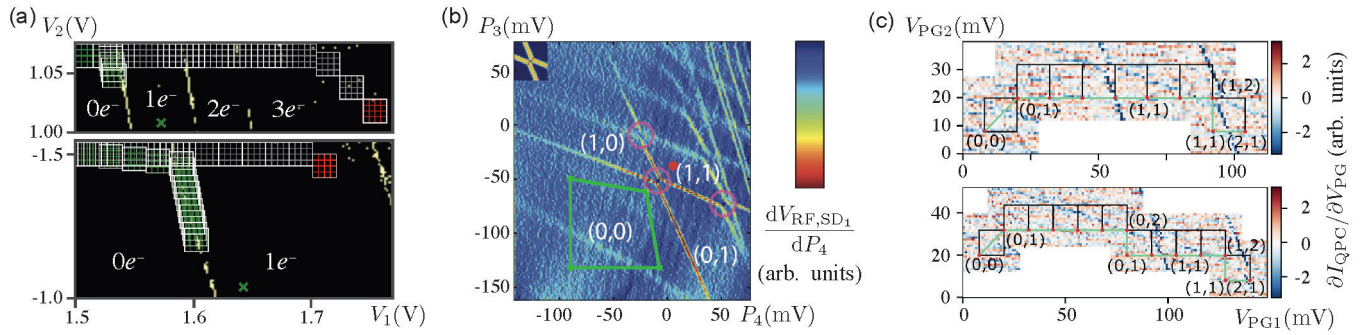 (a)
V₂(V)
1.05
1.00
0e⁻
1e⁻
2e⁻
3e⁻
-1.5
-1.0
0e⁻
1e⁻
1.5
1.6
1.7
V₁(V)
(b)
P₃(mV)
50
0
-50
-100
-150
(1,0)
(1,1)
(0,0)
(0,1)
-100
-50
0
P₄(mV)
50
dV_RF,SD₁
dP₄
(arb. units)
(c)
V_PG2(mV)
30
20
10
0
(0,0)
(0,1)
(1,1)
(1,2)
(1,1)
(2,1)
0
50
100
2
0
-2
40
20
0
(0,0)
(0,1)
(0,2)
(0,1)
(1,1)
(1,2)
(1,1)
(2,1)
0
50
100
V_PG1(mV)
2
0
-2
∂I_QPC/∂V_PG (arb. units)